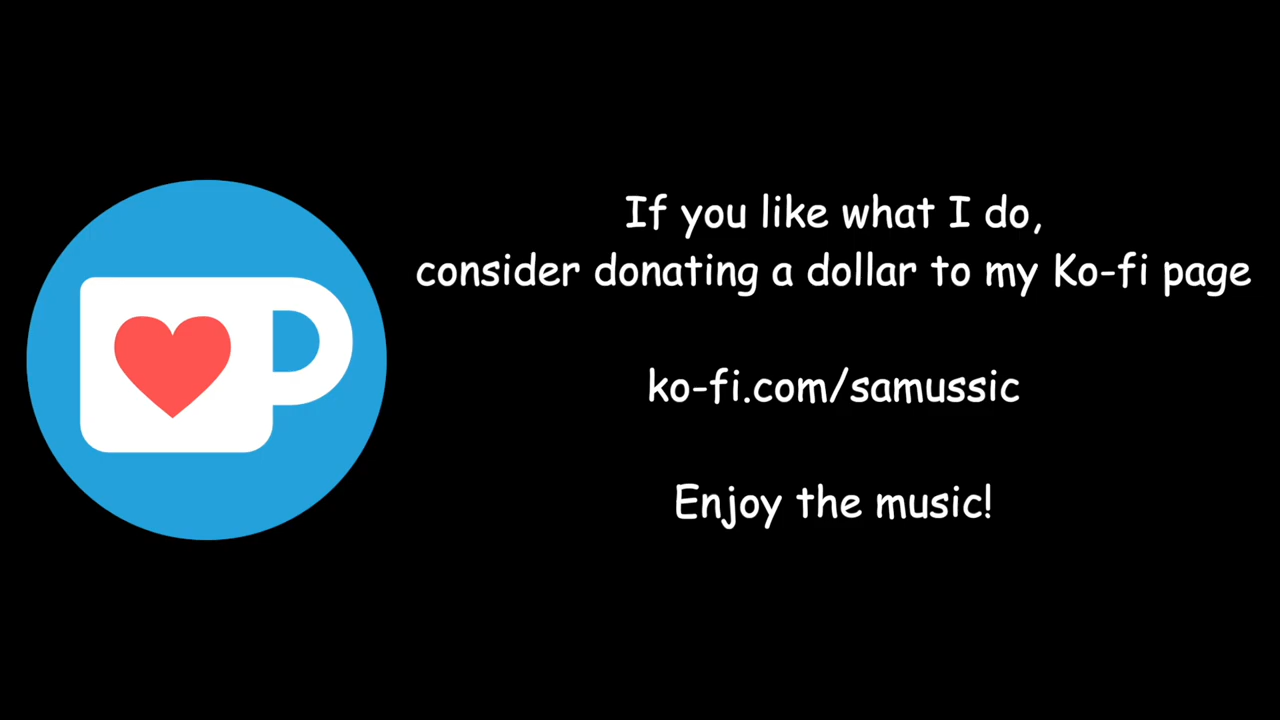 If you like what I do,
consider donating a dollar to my Ko-fi page
ko-fi.com/samussic
Enjoy the music!